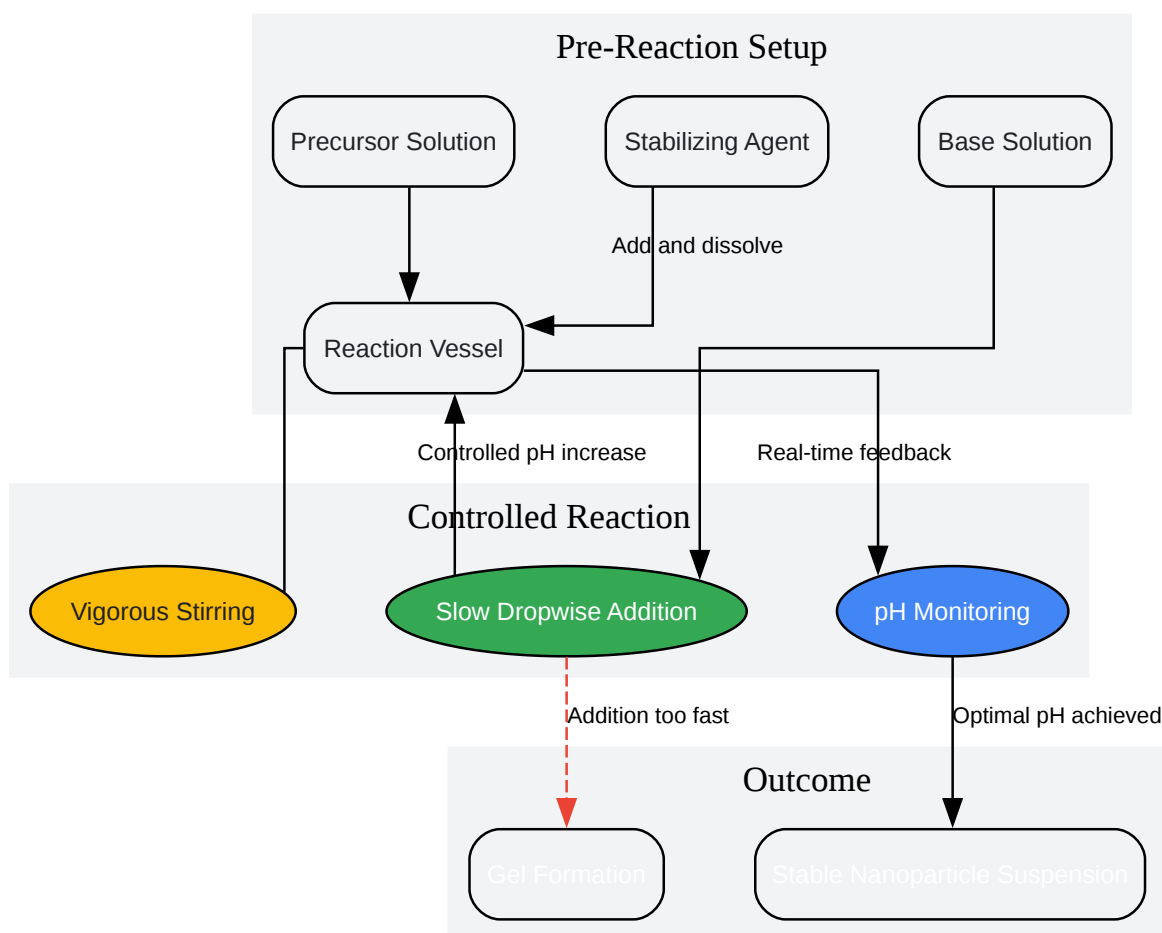 Pre-Reaction Setup
Precursor Solution
Stabilizing Agent
Base Solution
Add and dissolve
Reaction Vessel
Controlled pH increase
Real-time feedback
Controlled Reaction
Vigorous Stirring
Slow Dropwise Addition
pH Monitoring
Addition too fast
Optimal pH achieved
Outcome
Gel Formation
Stable Nanoparticle Suspension